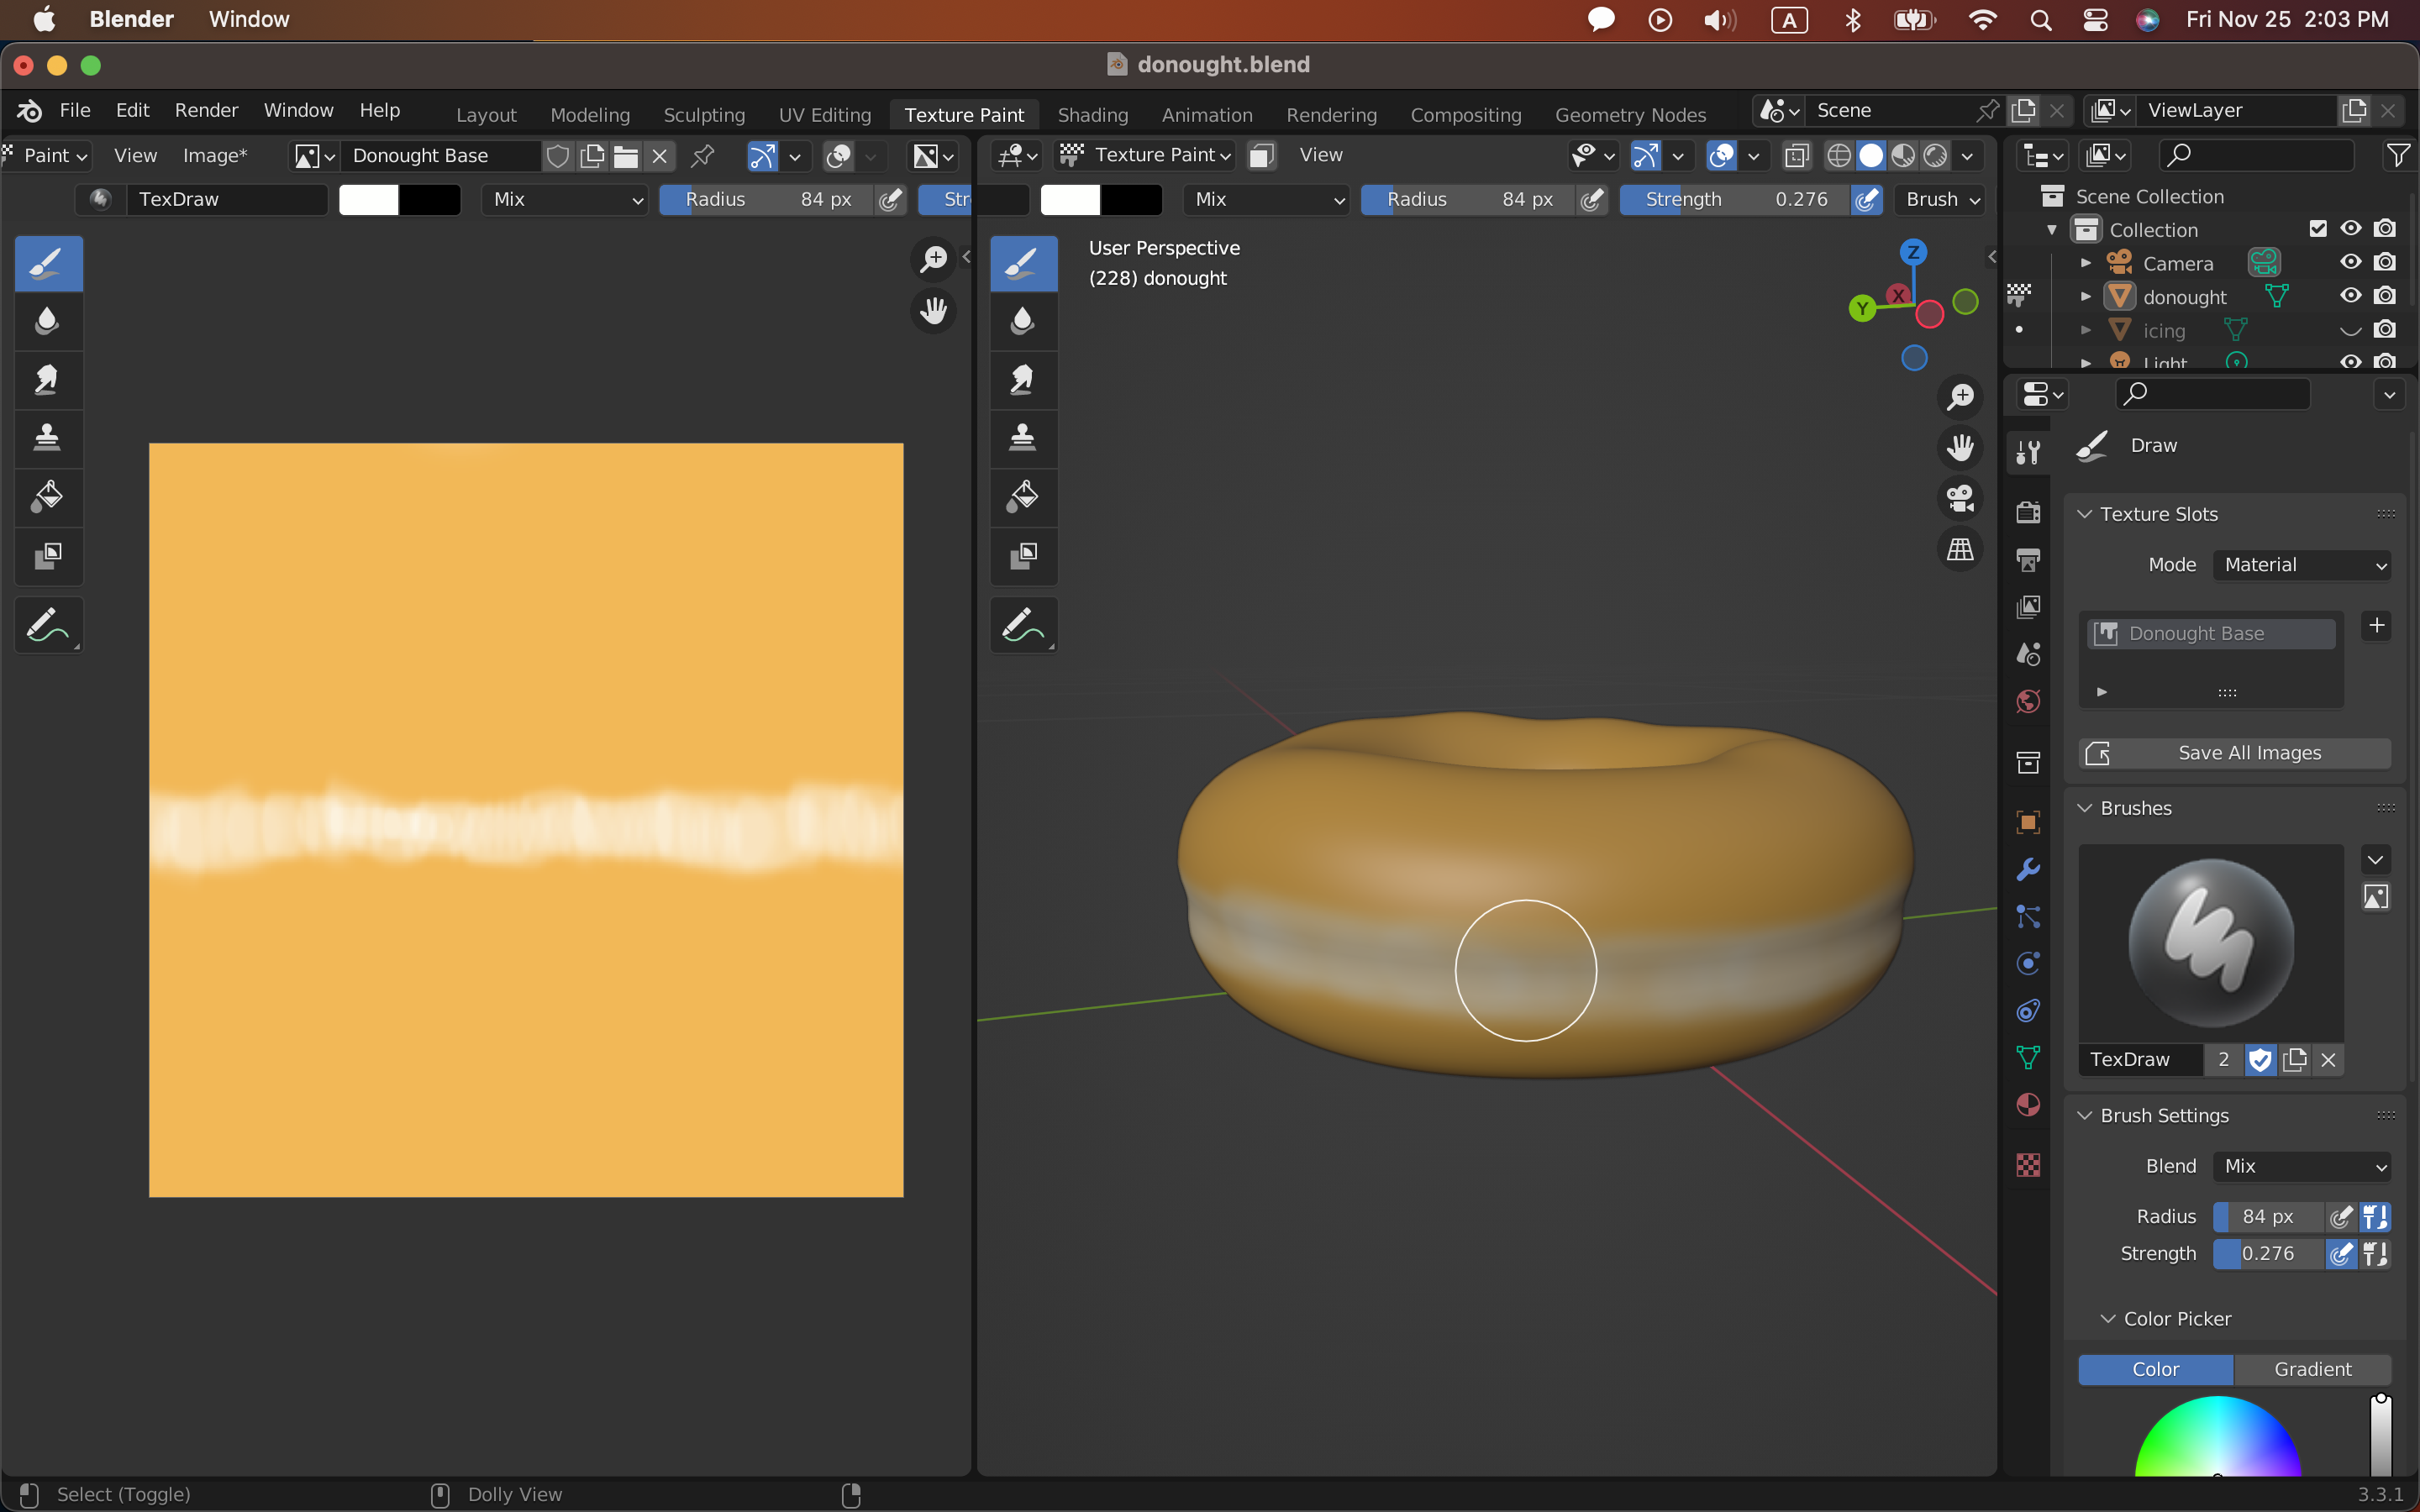 Blender Window A Fri Nov 25 2:03 PM
donought.blend
File Edit Render Window Help Layout Modeling Sculpting UV Editing Texture Paint Shading Animation Rendering Compositing Geometry Nodes Scene ViewLayer
Paint View Image* Donought Base Texture Paint View
TexDraw Mix Radius 84 px Str Mix Radius 84 px Strength 0.276 Brush
Scene Collection
Collection
Camera
donought
icing
Light
User Perspective
(228) donought
Z
X
Y
Draw
Texture Slots
Mode Material
Donought Base
Save All Images
Brushes
TexDraw 2
Brush Settings
Blend Mix
Radius 84 px
Strength 0.276
Color Picker
Color Gradient
Select (Toggle) Dolly View 3.3.1